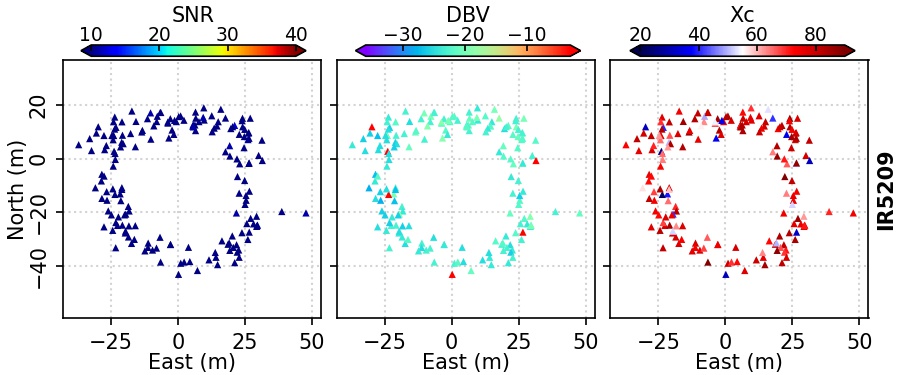 SNR DBV Xc
10 20 30 40 −30 −20 −10 20 40 60 80
20
0
−20
−40
North (m)
IR5209
−25 0 25 50 −25 0 25 50 −25 0 25 50
East (m) East (m) East (m)